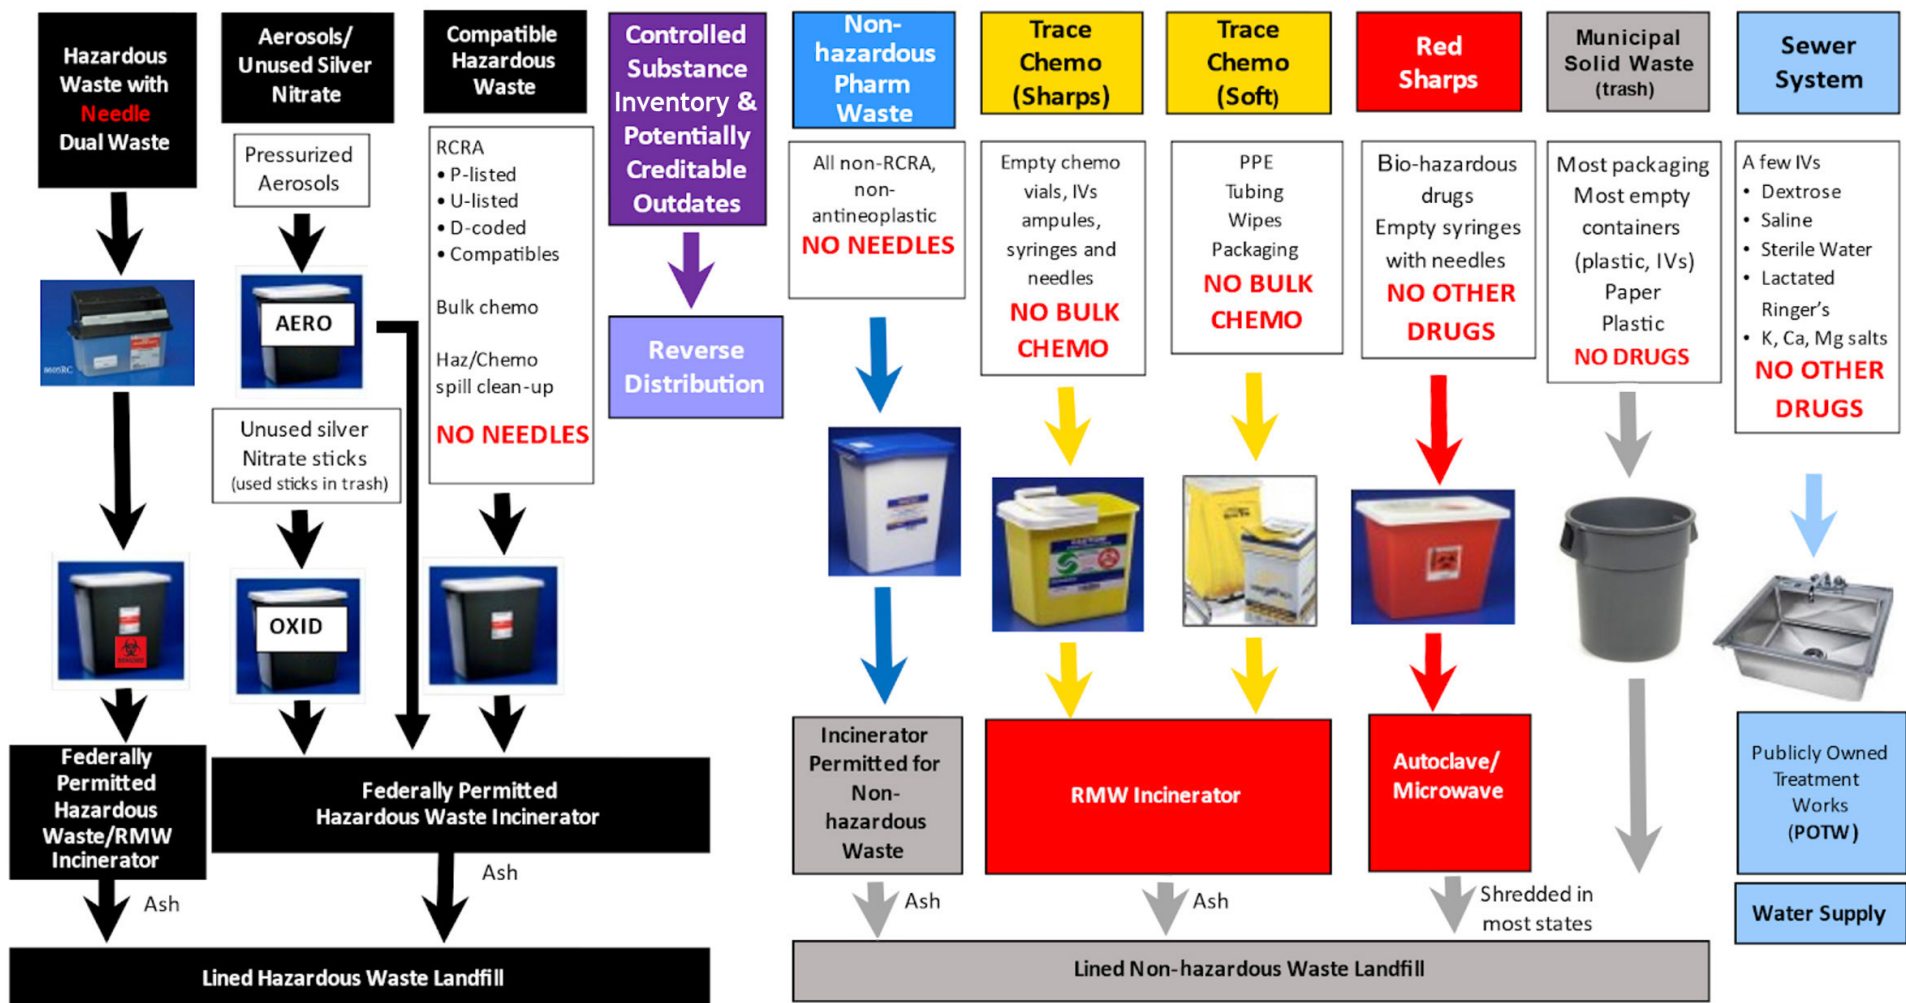 Hazardous
Waste with
Needle
Dual Waste
8605RC
Federally
Permitted
Hazardous
Waste/RMW
Incinerator
Ash
Aerosols/
Unused Silver
Nitrate
Pressurized
Aerosols
AERO
Unused silver
Nitrate sticks
(used sticks in trash)
OXID
Compatible
Hazardous
Waste
RCRA
• P-listed
• U-listed
• D-coded
• Compatibles
Bulk chemo
Haz/Chemo
spill clean-up
NO NEEDLES
Federally Permitted
Hazardous Waste Incinerator
Ash
Lined Hazardous Waste Landfill
Controlled
Substance
Inventory &
Potentially
Creditable
Outdates
Reverse
Distribution
Non-
hazardous
Pharm
Waste
All non-RCRA,
non-
antineoplastic
NO NEEDLES
Incinerator
Permitted for
Non-
hazardous
Waste
Ash
Trace
Chemo
(Sharps)
Empty chemo
vials, IVs
ampules,
syringes and
needles
NO BULK
CHEMO
Trace
Chemo
(Soft)
PPE
Tubing
Wipes
Packaging
NO BULK
CHEMO
RMW Incinerator
Ash
Red
Sharps
Bio-hazardous
drugs
Empty syringes
with needles
NO OTHER
DRUGS
Autoclave/
Microwave
Shredded in
most states
Municipal
Solid Waste
(trash)
Most packaging
Most empty
containers
(plastic, IVs)
Paper
Plastic
NO DRUGS
Lined Non-hazardous Waste Landfill
Sewer
System
A few IVs
• Dextrose
• Saline
• Sterile Water
• Lactated
Ringer's
• K, Ca, Mg salts
NO OTHER
DRUGS
Publicly Owned
Treatment
Works
(POTW)
Water Supply